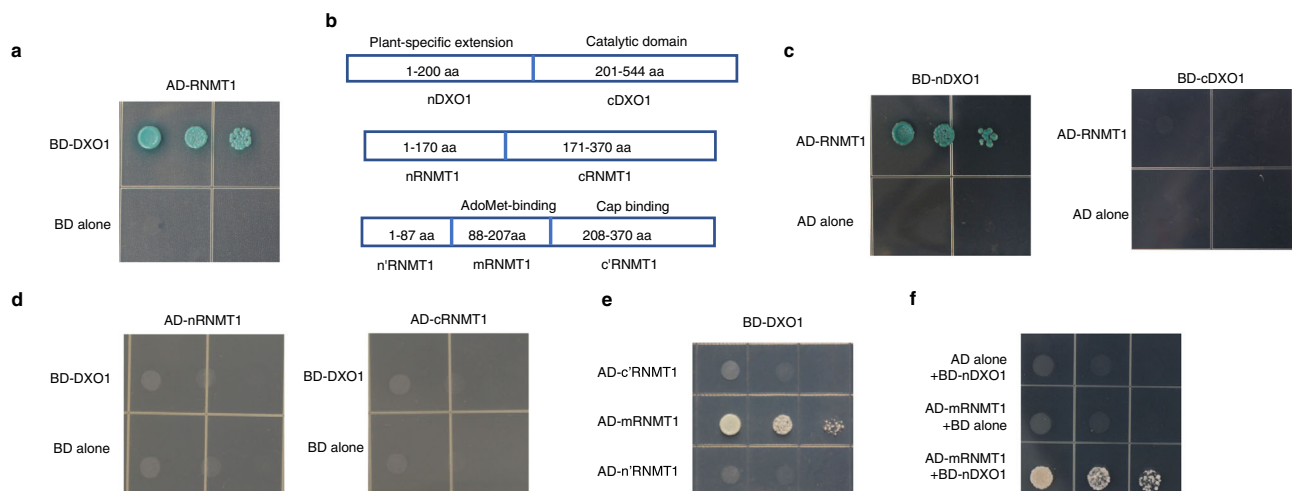 a
AD-RNMT1
BD-DXO1
BD alone
b
Plant-specific extension Catalytic domain
1-200 aa 201-544 aa
nDXO1 cDXO1
1-170 aa 171-370 aa
nRNMT1 cRNMT1
AdoMet-binding Cap binding
1-87 aa 88-207aa 208-370 aa
n'RNMT1 mRNMT1 c'RNMT1
c
BD-nDXO1 BD-cDXO1
AD-RNMT1 AD-RNMT1
AD alone AD alone
d
AD-nRNMT1 AD-cRNMT1
BD-DXO1 BD-DXO1
BD alone BD alone
e
BD-DXO1
AD-c'RNMT1
AD-mRNMT1
AD-n'RNMT1
f
AD alone
+BD-nDXO1
AD-mRNMT1
+BD alone
AD-mRNMT1
+BD-nDXO1